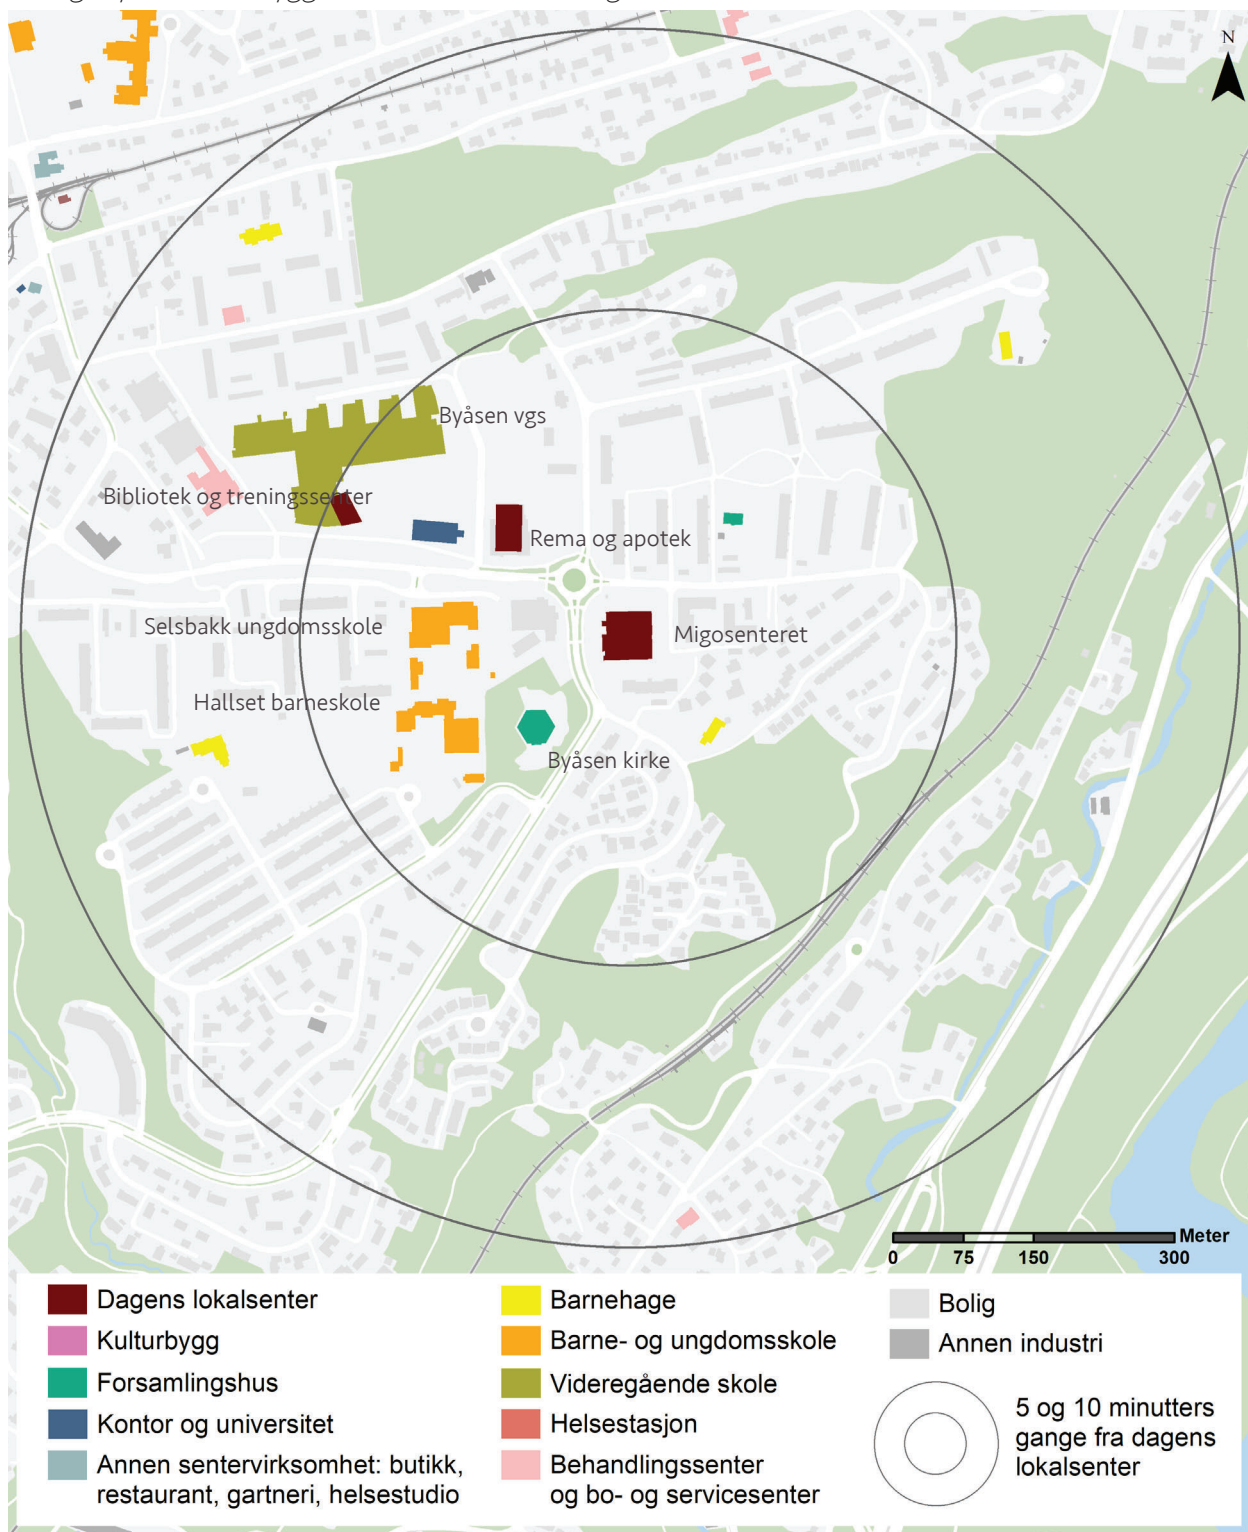 N
Byåsen vgs
Bibliotek og treningssenter
Rema og apotek
Selsbakk ungdomsskole
Migosenteret
Hallset barneskole
Byåsen kirke
Meter
0 75 150 300
Dagens lokalsenter
Kulturbygg
Forsamlingshus
Kontor og universitet
Annen sentervirksomhet: butikk,
restaurant, gartneri, helsestudio
Barnehage
Barne- og ungdomsskole
Videregående skole
Helsestasjon
Behandlingssenter
og bo- og servicesenter
Bolig
Annen industri
5 og 10 minutters
gange fra dagens
lokalsenter